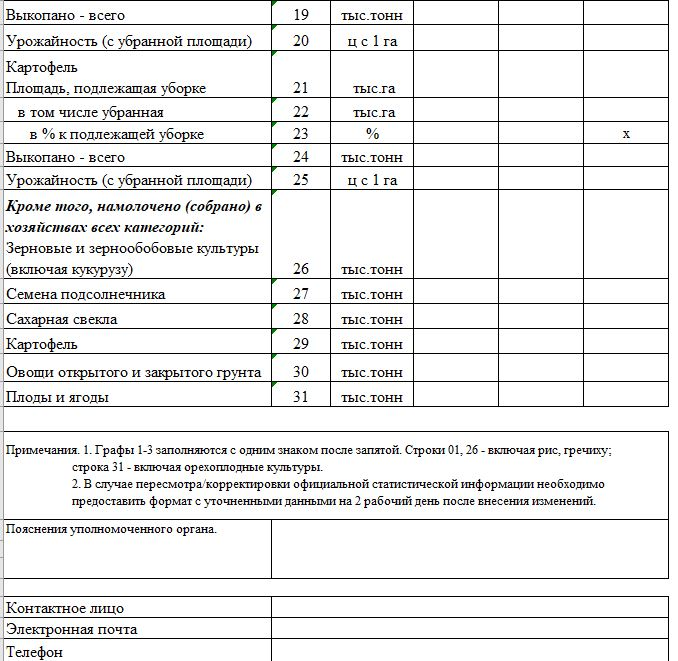 Выкопано - всего 19 тыс.тонн
Урожайность (с убранной площади) 20 ц с 1 га
Картофель
Площадь, подлежащая уборке 21 тыс.га
в том числе убранная 22 тыс.га
в % к подлежащей уборке 23 % х
Выкопано - всего 24 тыс.тонн
Урожайность (с убранной площади) 25 ц с 1 га
Кроме того, намолочено (собрано) в
хозяйствах всех категорий:
Зерновые и зернообобовые культуры
(включая кукурузу) 26 тыс.тонн
Семена подсолнечника 27 тыс.тонн
Сахарная свекла 28 тыс.тонн
Картофель 29 тыс.тонн
Овощи открытого и закрытого грунта 30 тыс.тонн
Плоды и ягоды 31 тыс.тонн
Примечания. 1. Графы 1-3 заполняются с одним знаком после запятой. Строки 01, 26 - включая рис, гречиху;
строка 31 - включая орехоплодные культуры.
2. В случае пересмотра/корректировки официальной статистической информации необходимо
предоставить формат с уточненными данными на 2 рабочий день после внесения изменений.
Пояснения уполномоченного органа.
Контактное лицо
Электронная почта
Телефон